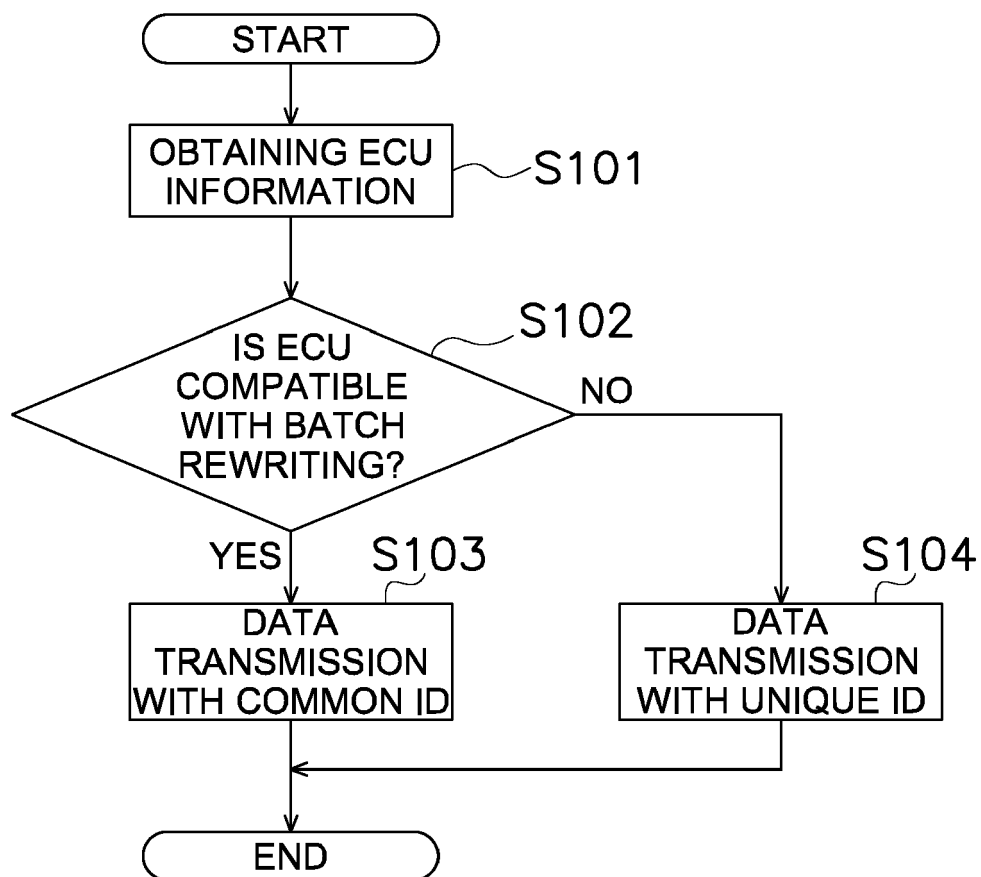 START
OBTAINING ECU
INFORMATION
S101
S102
IS ECU
COMPATIBLE
WITH BATCH
REWRITING?
NO
YES
S103
S104
DATA
TRANSMISSION
WITH COMMON ID
DATA
TRANSMISSION
WITH UNIQUE ID
END